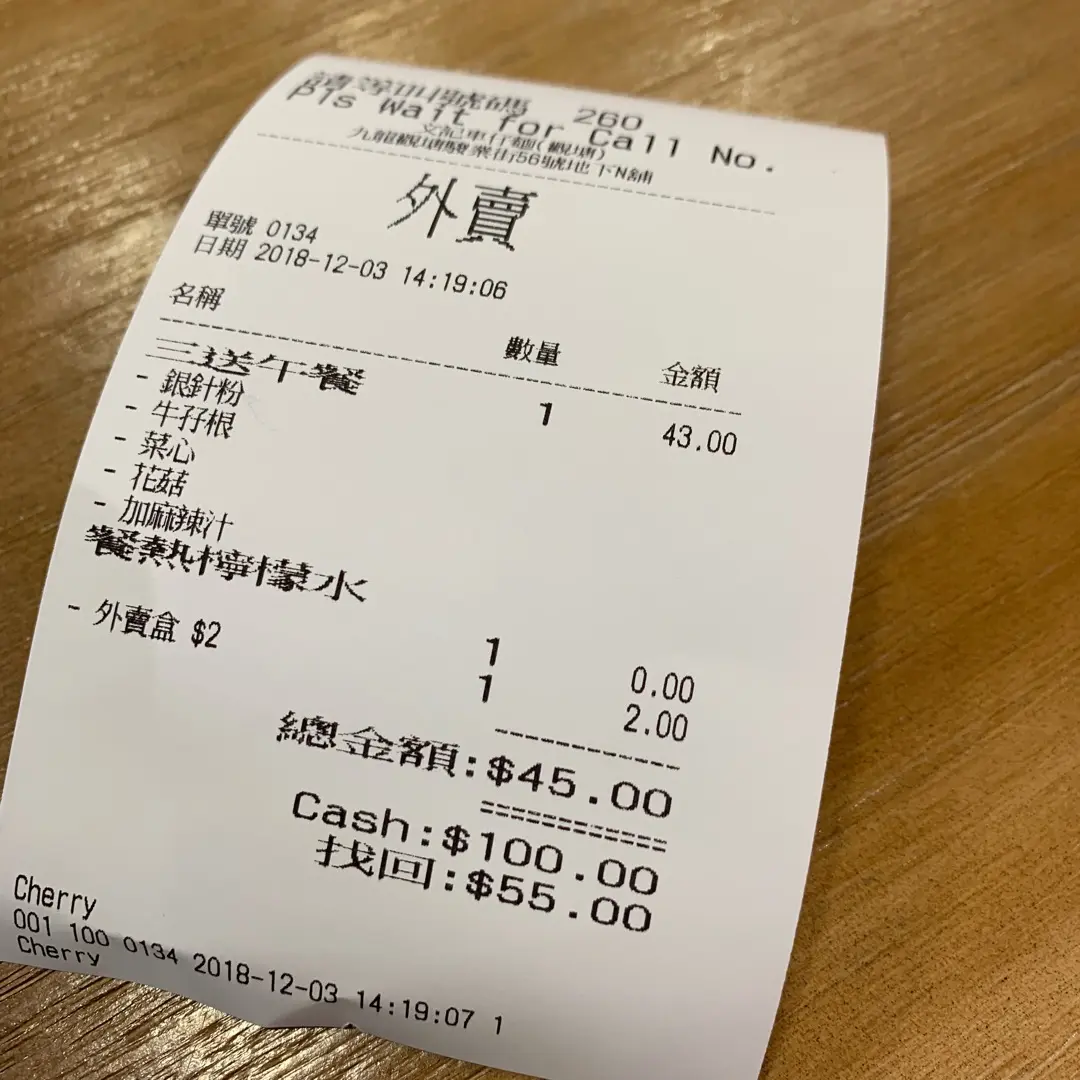 請等叫號碼 260
Pls Wait for Call No.
文記車仔麵(觀塘)
九龍觀塘駿業街56號地下N舖
外賣
單號 0134
日期 2018-12-03 14:19:06
名稱 數量 金額
三送午餐 1 43.00
- 銀針粉
- 牛孖根
- 菜心
- 花菇
- 加麻辣汁
餐熱檸檬水 1 0.00
- 外賣盒 $2 1 2.00
總金額:$45.00
Cash:$100.00
找回:$55.00
Cherry
001 100 0134 2018-12-03 14:19:07 1
Cherry